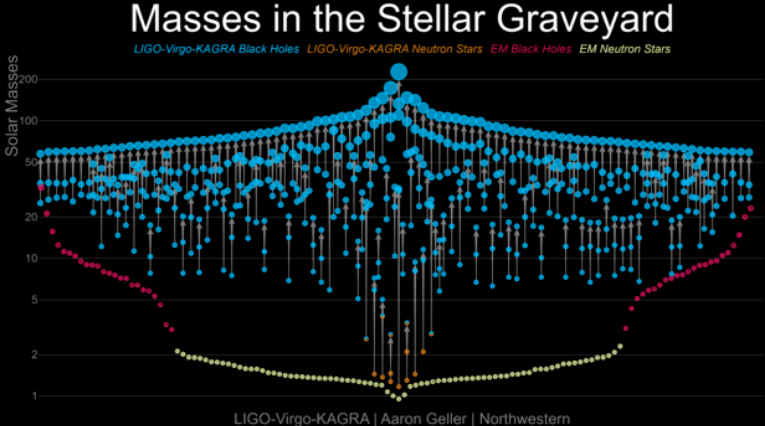 Masses in the Stellar Graveyard
LIGO-Virgo-KAGRA Black Holes LIGO-Virgo-KAGRA Neutron Stars EM Black Holes EM Neutron Stars
Solar Masses
200
100
50
20
10
5
2
1
LIGO-Virgo-KAGRA | Aaron Geller | Northwestern